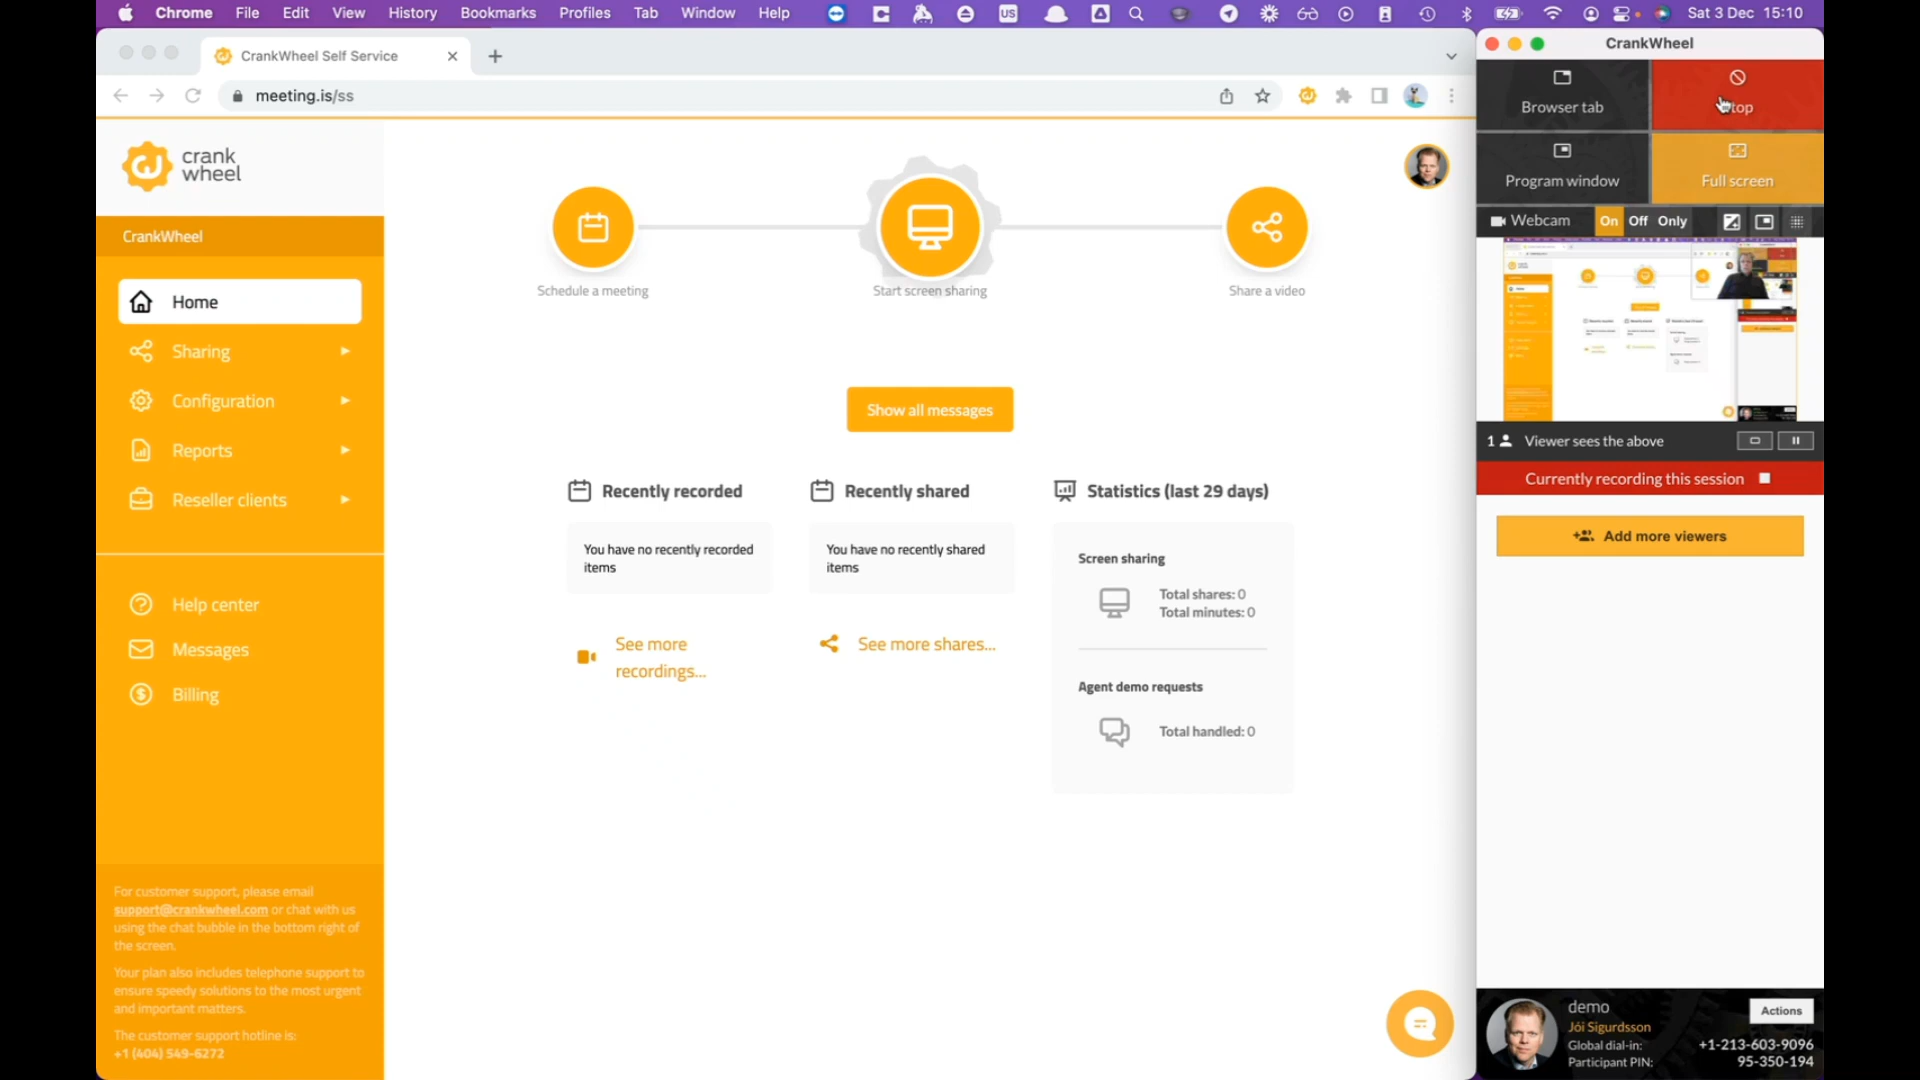 Chrome File Edit View History Bookmarks Profiles Tab Window Help US Sat 3 Dec 15:10
CrankWheel Self Service
meeting.is/ss
crank
wheel
CrankWheel
Home
Sharing
Configuration
Reports
Reseller clients
Help center
Messages
Billing
For customer support, please email
support@crankwheel.com or chat with us
using the chat bubble in the bottom right of
the screen.
Your plan also includes telephone support to
ensure speedy solutions to the most urgent
and important matters.
The customer support hotline is:
+1 (404) 549-6272
Schedule a meeting
Start screen sharing
Share a video
Show all messages
Recently recorded
You have no recently recorded
items
See more
recordings...
Recently shared
You have no recently shared
items
See more shares...
Statistics (last 29 days)
Screen sharing
Total shares: 0
Total minutes: 0
Agent demo requests
Total handled: 0
CrankWheel
Browser tab
top
Program window
Full screen
Webcam On Off Only
1 Viewer sees the above
Currently recording this session
Add more viewers
demo
Actions
Jói Sigurdsson
Global dial-in: +1-213-603-9096
Participant PIN: 95-350-194